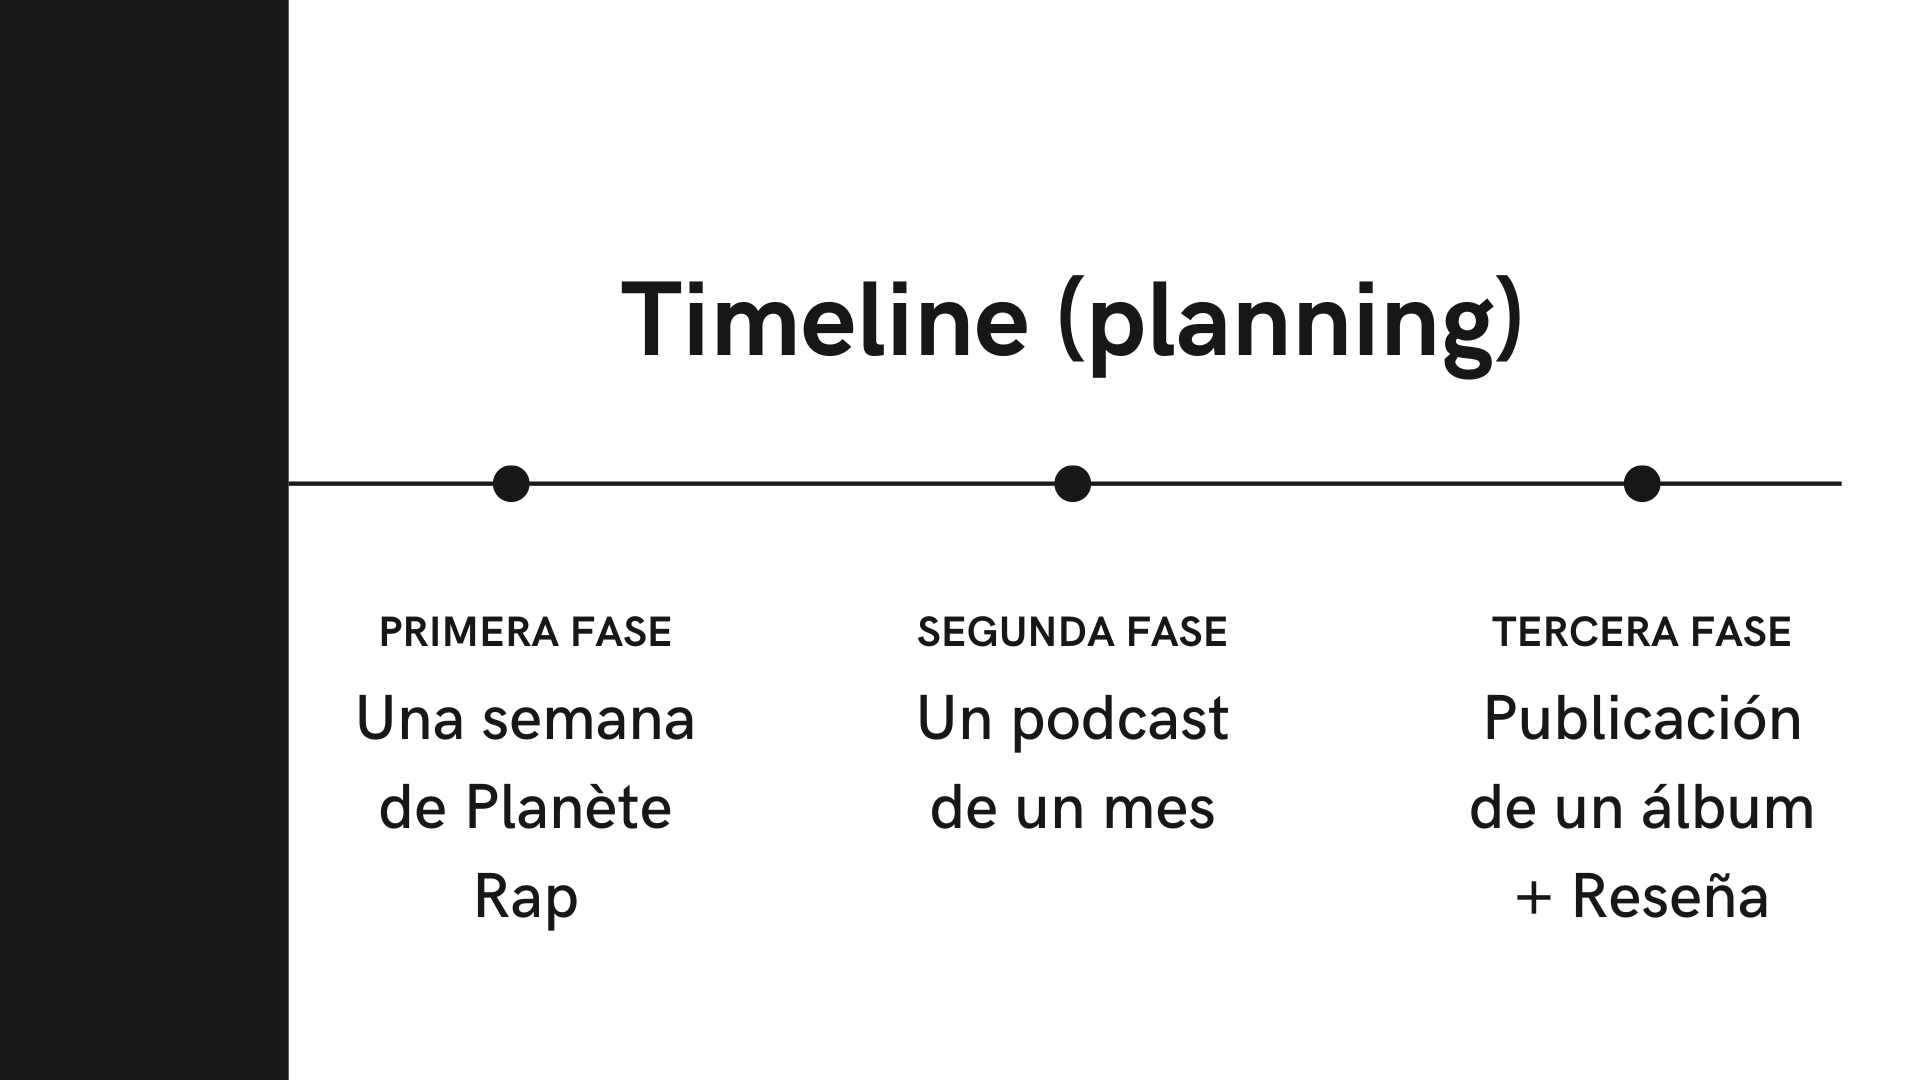 Timeline (planning)
PRIMERA FASE
Una semana
de Planète
Rap
SEGUNDA FASE
Un podcast
de un mes
TERCERA FASE
Publicación
de un álbum
+ Reseña